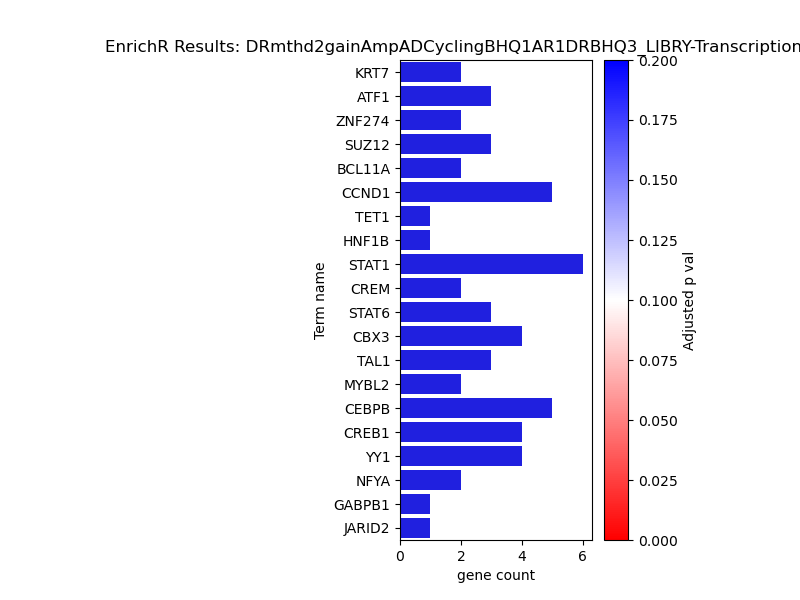 EnrichR Results: DRmthd2gainAmpADCyclingBHQ1AR1DRBHQ3_LIBRY-Transcription
KRT7
ATF1
ZNF274
SUZ12
BCL11A
CCND1
TET1
HNF1B
STAT1
CREM
STAT6
CBX3
TAL1
MYBL2
CEBPB
CREB1
YY1
NFYA
GABPB1
JARID2
Term name
0 2 4 6
gene count
0.200
0.175
0.150
0.125
0.100
0.075
0.050
0.025
0.000
Adjusted p val